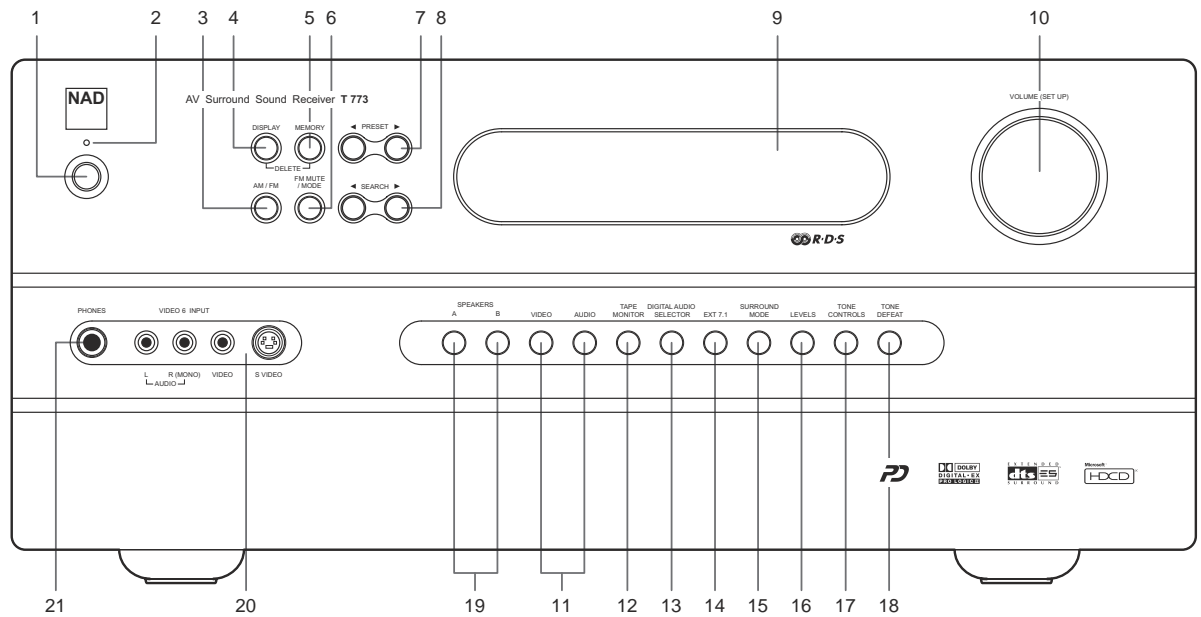 1 2 3 4 5 6 7 8 9 10
NAD
AV Surround Sound Receiver T 773
VOLUME (SET UP)
DISPLAY MEMORY ◄ PRESET ►
DELETE
AM / FM FM MUTE / MODE ◄ SEARCH ►
R·D·S
PHONES VIDEO 6 INPUT
SPEAKERS
A B VIDEO AUDIO TAPE MONITOR DIGITAL AUDIO SELECTOR EXT 7.1 SURROUND MODE LEVELS TONE CONTROLS TONE DEFEAT
L R (MONO) VIDEO S VIDEO
AUDIO
DOLBY
DIGITAL·EX
PRO LOGIC II
EXTENDED
dts ES
SURROUND
Microsoft
HDCD
21 20 19 11 12 13 14 15 16 17 18